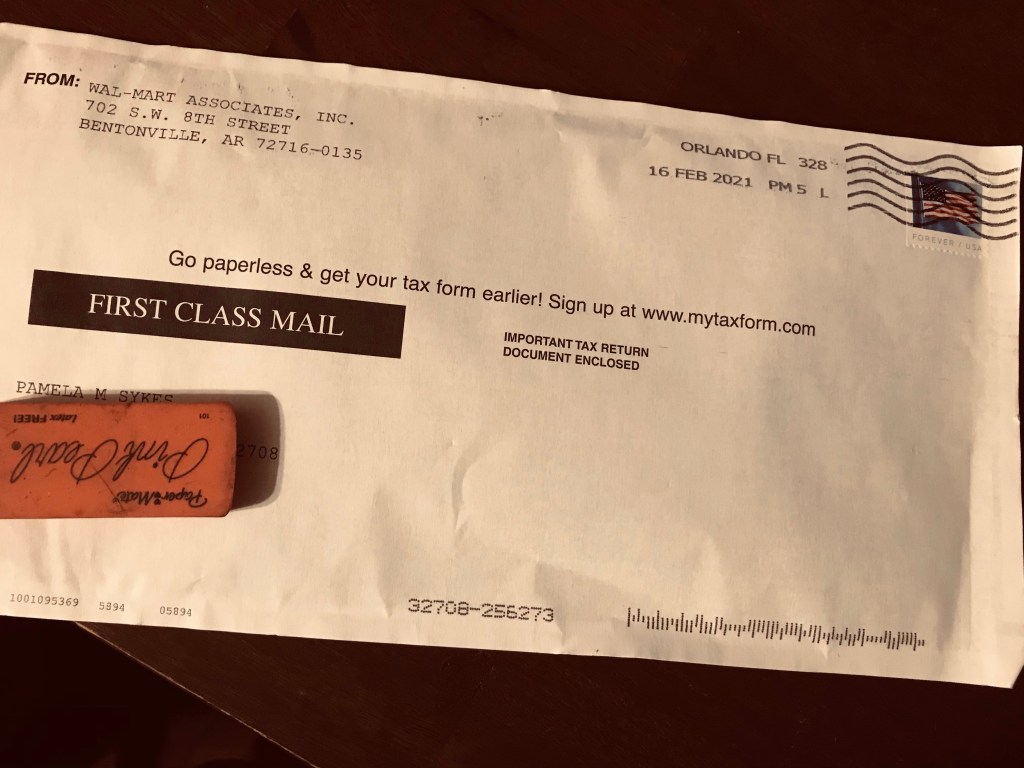 FROM: WAL-MART ASSOCIATES, INC.
702 S.W. 8TH STREET
BENTONVILLE, AR 72716-0135
ORLANDO FL 328
16 FEB 2021 PM 5 L
FOREVER / USA
Go paperless & get your tax form earlier! Sign up at www.mytaxform.com
FIRST CLASS MAIL
IMPORTANT TAX RETURN
DOCUMENT ENCLOSED
PAMELA M SYKES
2708
Paper Mate
Pink Pearl®
101 Latex FREE!
1001095369 5894 05894
32708-256273